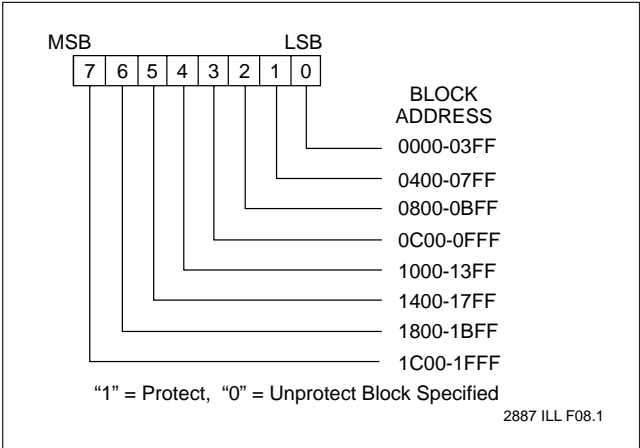 MSB LSB
7 6 5 4 3 2 1 0
BLOCK
ADDRESS
0000-03FF
0400-07FF
0800-0BFF
0C00-0FFF
1000-13FF
1400-17FF
1800-1BFF
1C00-1FFF
“1” = Protect, “0” = Unprotect Block Specified
2887 ILL F08.1